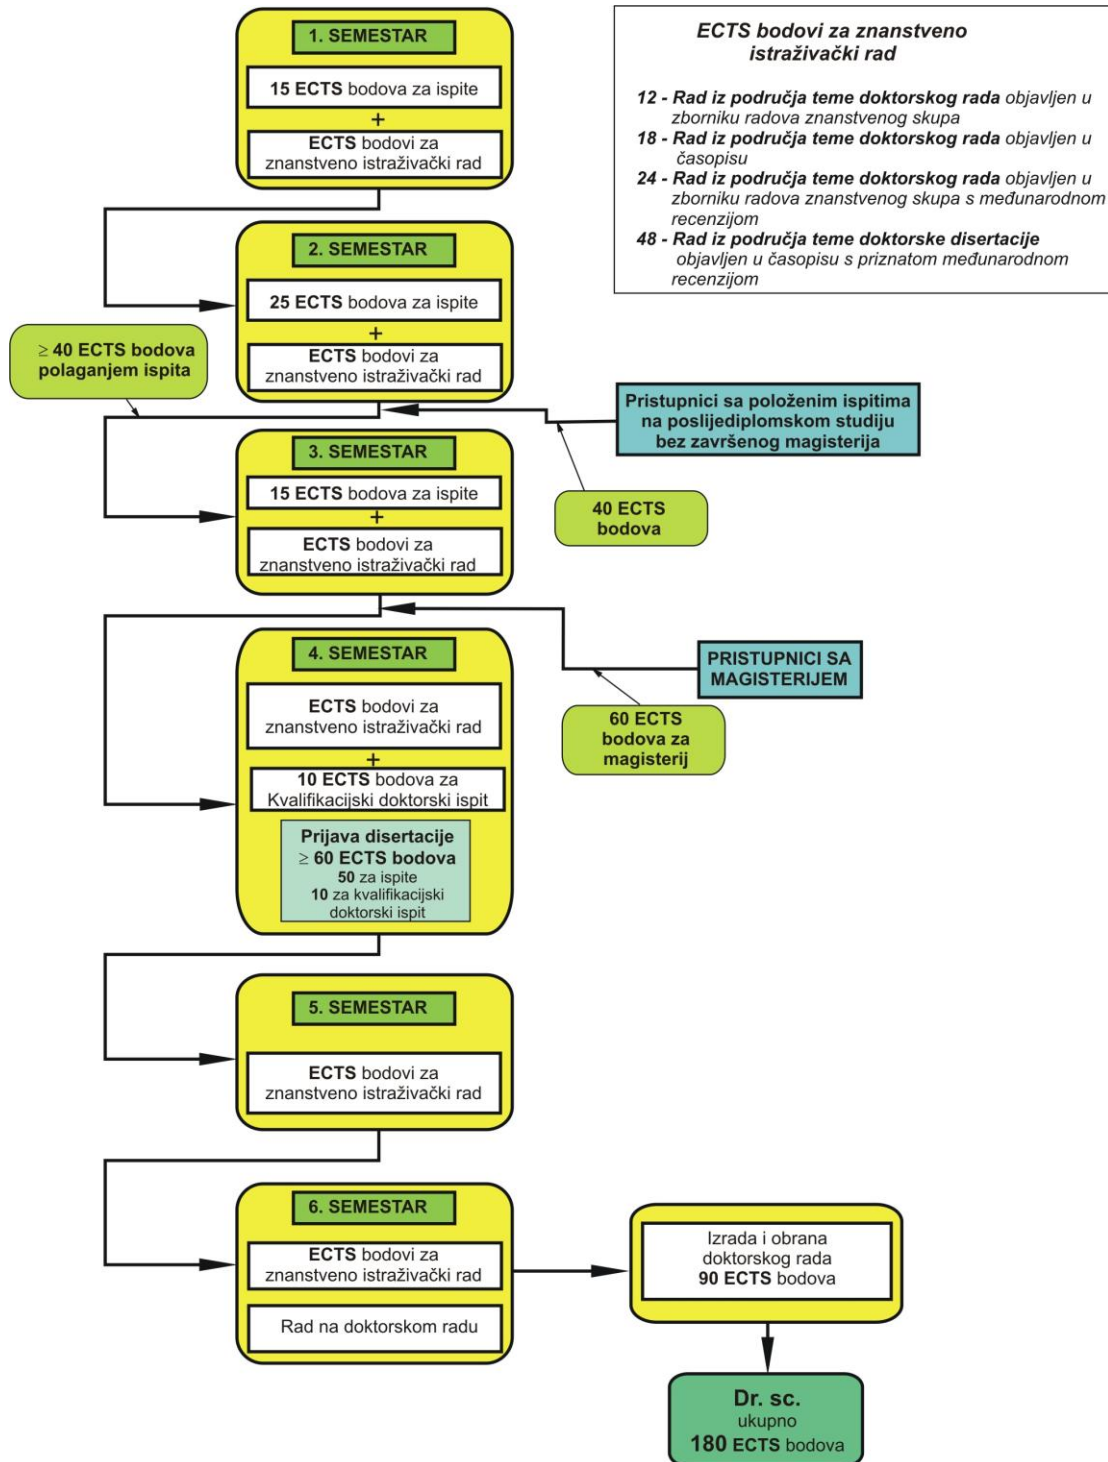 1. SEMESTAR
15 ECTS bodova za ispite
+
ECTS bodovi za
znanstveno istraživački rad
ECTS bodovi za znanstveno
istraživački rad
12 - Rad iz područja teme doktorskog rada objavljen u
zborniku radova znanstvenog skupa
18 - Rad iz područja teme doktorskog rada objavljen u
časopisu
24 - Rad iz područja teme doktorskog rada objavljen u
zborniku radova znanstvenog skupa s međunarodnom
recenzijom
48 - Rad iz područja teme doktorske disertacije
objavljen u časopisu s priznatom međunarodnom
recenzijom
2. SEMESTAR
25 ECTS bodova za ispite
+
ECTS bodovi za
znanstveno istraživački rad
≥ 40 ECTS bodova
polaganjem ispita
Pristupnici sa položenim ispitima
na poslijediplomskom studiju
bez završenog magisterija
40 ECTS
bodova
3. SEMESTAR
15 ECTS bodova za ispite
+
ECTS bodovi za
znanstveno istraživački rad
PRISTUPNICI SA
MAGISTERIJEM
60 ECTS
bodova za
magisterij
4. SEMESTAR
ECTS bodovi za
znanstveno istraživački rad
+
10 ECTS bodova za
Kvalifikacijski doktorski ispit
Prijava disertacije
≥ 60 ECTS bodova
50 za ispite
10 za kvalifikacijski
doktorski ispit
5. SEMESTAR
ECTS bodovi za
znanstveno istraživački rad
6. SEMESTAR
ECTS bodovi za
znanstveno istraživački rad
Rad na doktorskom radu
Izrada i obrana
doktorskog rada
90 ECTS bodova
Dr. sc.
ukupno
180 ECTS bodova